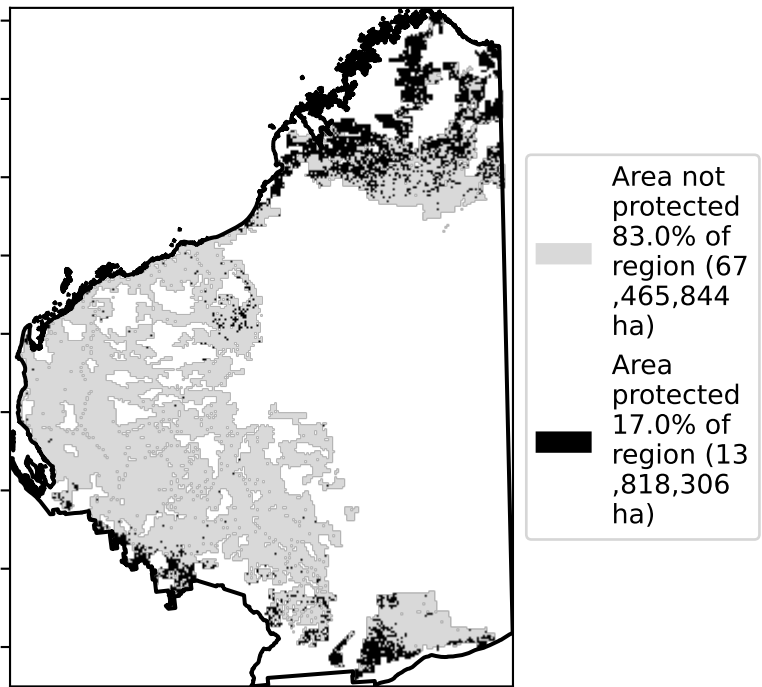 Area not
protected
83.0% of
region (67
,465,844
ha)
Area
protected
17.0% of
region (13
,818,306
ha)